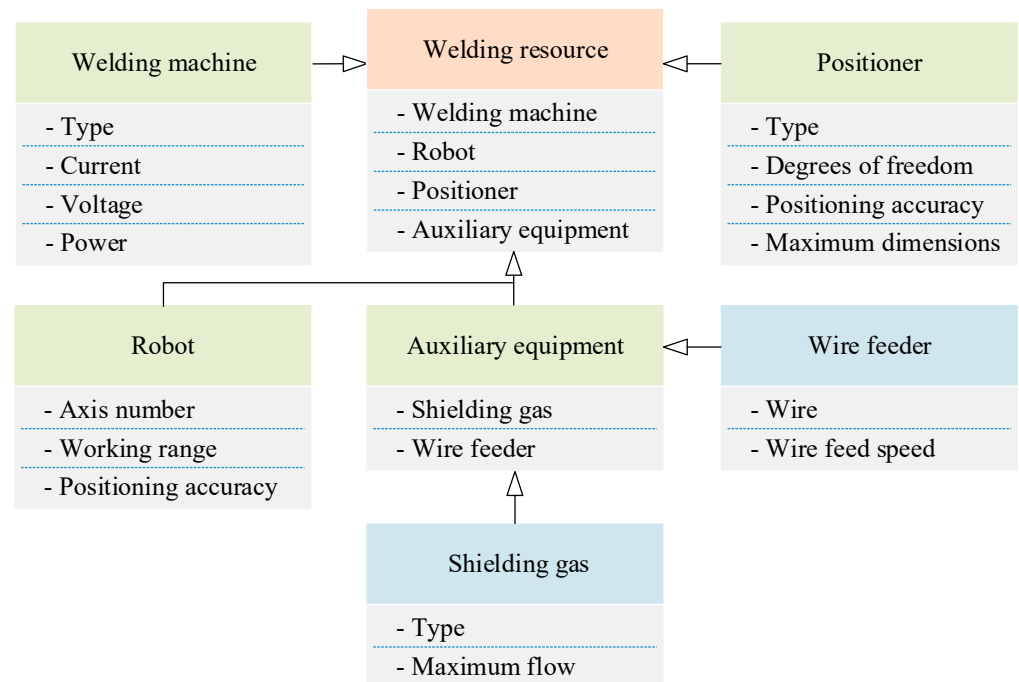 Welding machine
- Type
- Current
- Voltage
- Power
Welding resource
- Welding machine
- Robot
- Positioner
- Auxiliary equipment
Positioner
- Type
- Degrees of freedom
- Positioning accuracy
- Maximum dimensions
Robot
- Axis number
- Working range
- Positioning accuracy
Auxiliary equipment
- Shielding gas
- Wire feeder
Wire feeder
- Wire
- Wire feed speed
Shielding gas
- Type
- Maximum flow